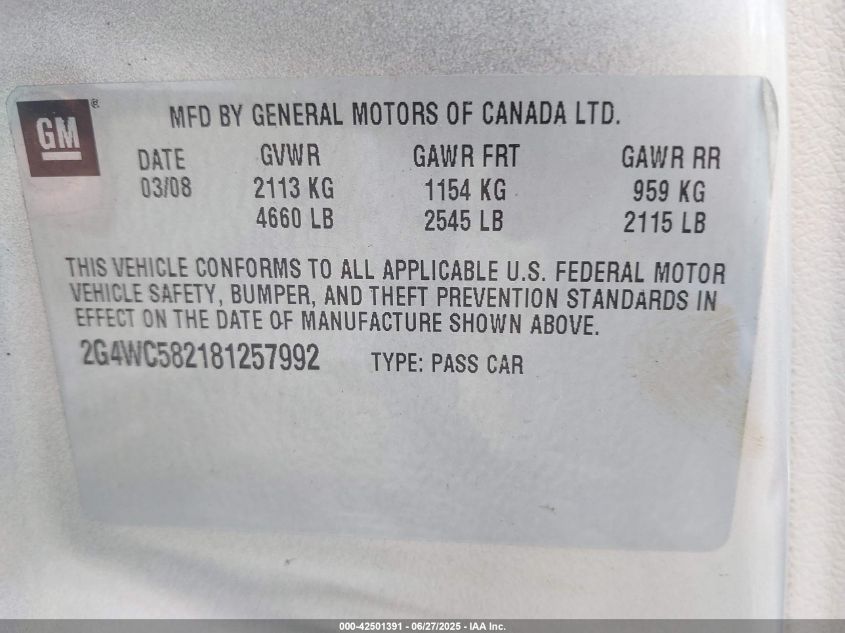 GM ®
MFD BY GENERAL MOTORS OF CANADA LTD.
DATE GVWR GAWR FRT GAWR RR
03/08 2113 KG 1154 KG 959 KG
4660 LB 2545 LB 2115 LB
THIS VEHICLE CONFORMS TO ALL APPLICABLE U.S. FEDERAL MOTOR
VEHICLE SAFETY, BUMPER, AND THEFT PREVENTION STANDARDS IN
EFFECT ON THE DATE OF MANUFACTURE SHOWN ABOVE.
2G4WC582181257992 TYPE: PASS CAR
000-42501391 - 06/27/2025 - IAA Inc.